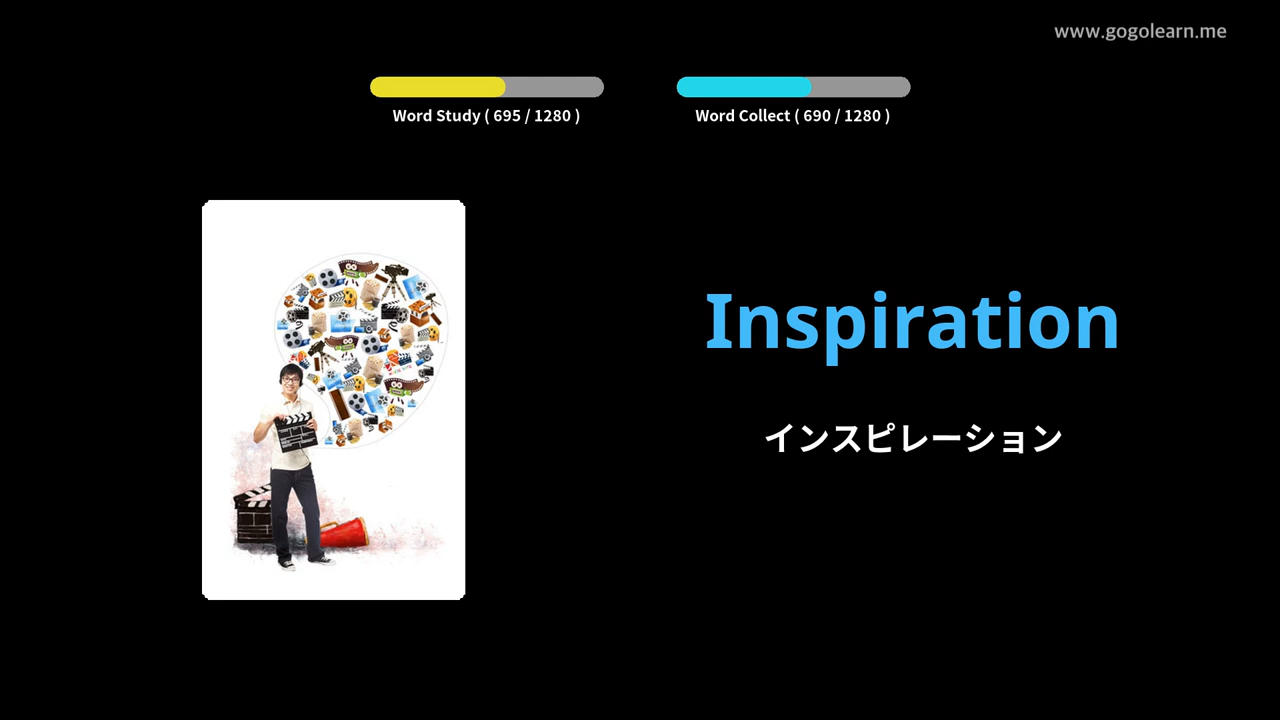 www.gogolearn.me
Word Study ( 695 / 1280 )
Word Collect ( 690 / 1280 )
Inspiration
インスピレーション